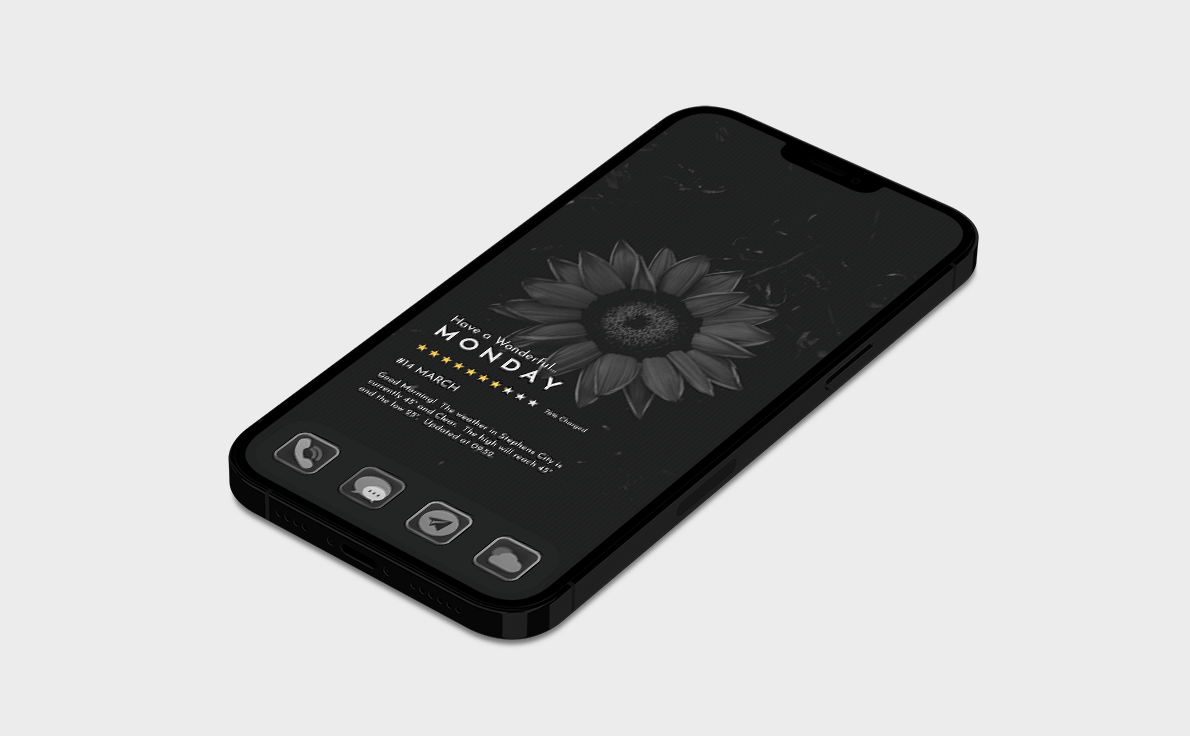 Have a Wonderful...
MONDAY
#14 MARCH
76% Charged
Good Morning! The weather in Stephens City is
currently 45° and Clear. The high will reach 45°
and the low 25°. Updated at 09:52